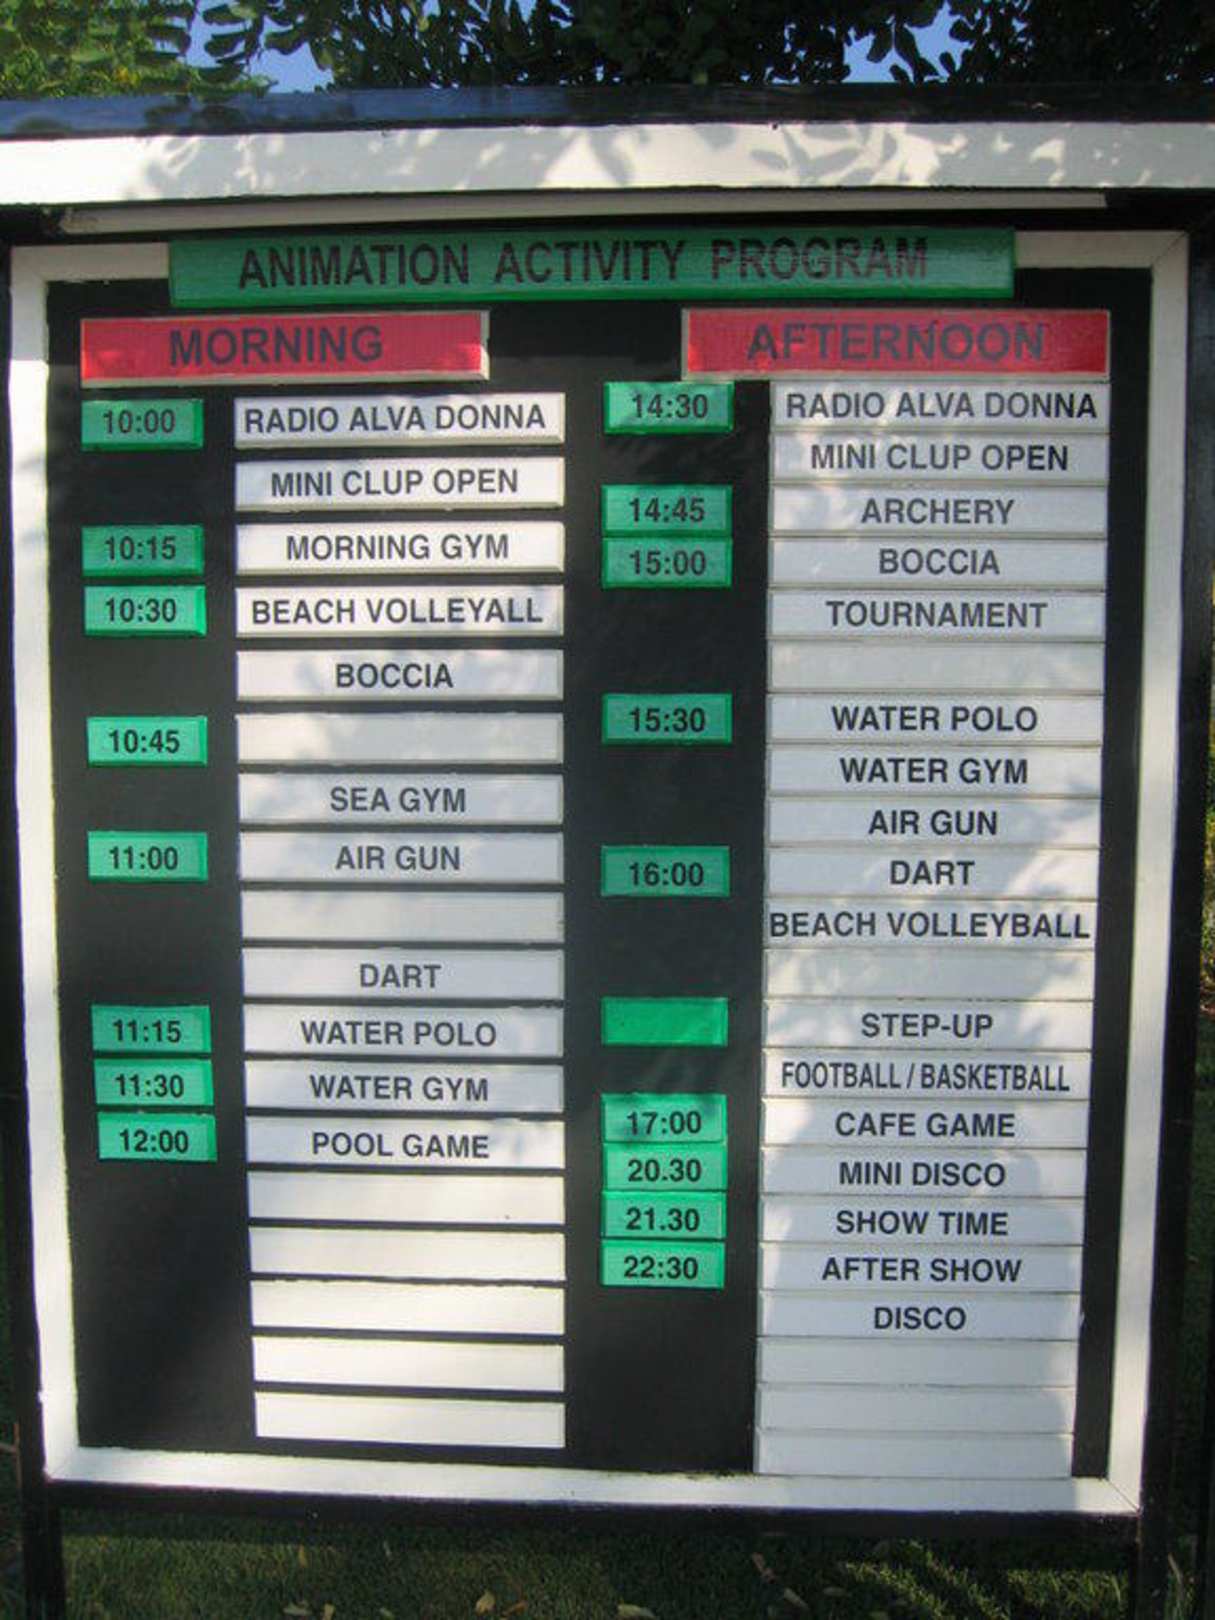 ANIMATION ACTIVITY PROGRAM
MORNING
10:00 RADIO ALVA DONNA
MINI CLUP OPEN
10:15 MORNING GYM
10:30 BEACH VOLLEYALL
BOCCIA
10:45
SEA GYM
11:00 AIR GUN
DART
11:15 WATER POLO
11:30 WATER GYM
12:00 POOL GAME
AFTERNOON
14:30 RADIO ALVA DONNA
MINI CLUP OPEN
14:45 ARCHERY
15:00 BOCCIA
TOURNAMENT
15:30 WATER POLO
WATER GYM
AIR GUN
16:00 DART
BEACH VOLLEYBALL
STEP-UP
FOOTBALL / BASKETBALL
17:00 CAFE GAME
20.30 MINI DISCO
21.30 SHOW TIME
22:30 AFTER SHOW
DISCO